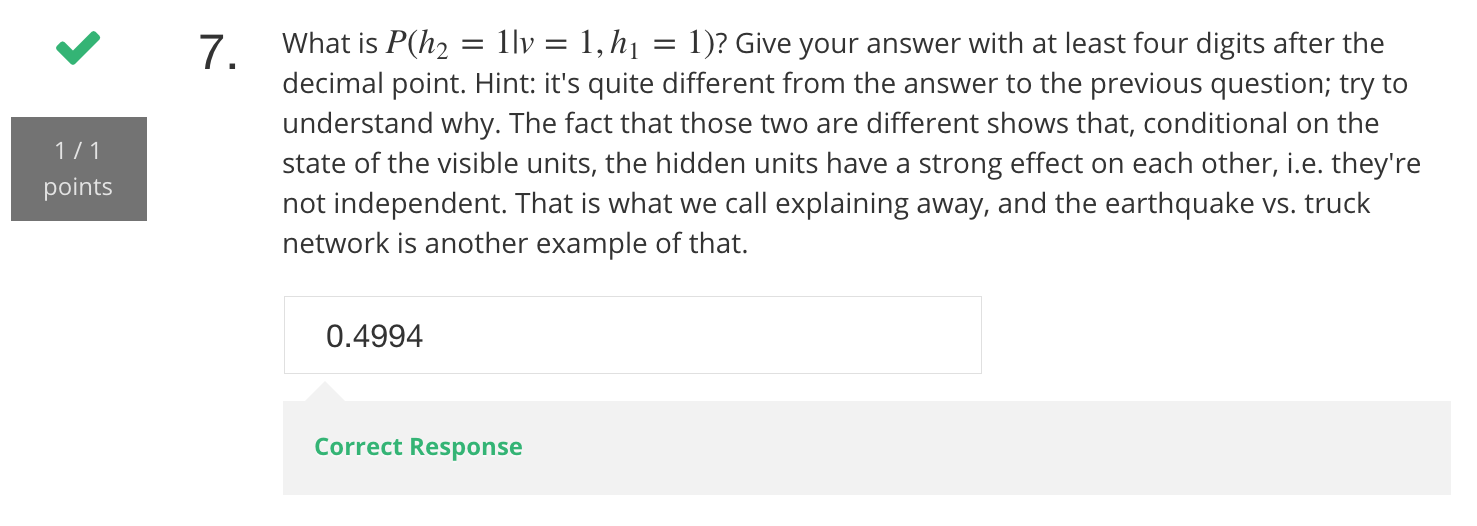 7. What is P(h₂ = 1|v = 1, h₁ = 1)? Give your answer with at least four digits after the
decimal point. Hint: it's quite different from the answer to the previous question; try to
understand why. The fact that those two are different shows that, conditional on the
1 / 1
state of the visible units, the hidden units have a strong effect on each other, i.e. they're
points
not independent. That is what we call explaining away, and the earthquake vs. truck
network is another example of that.
0.4994
Correct Response